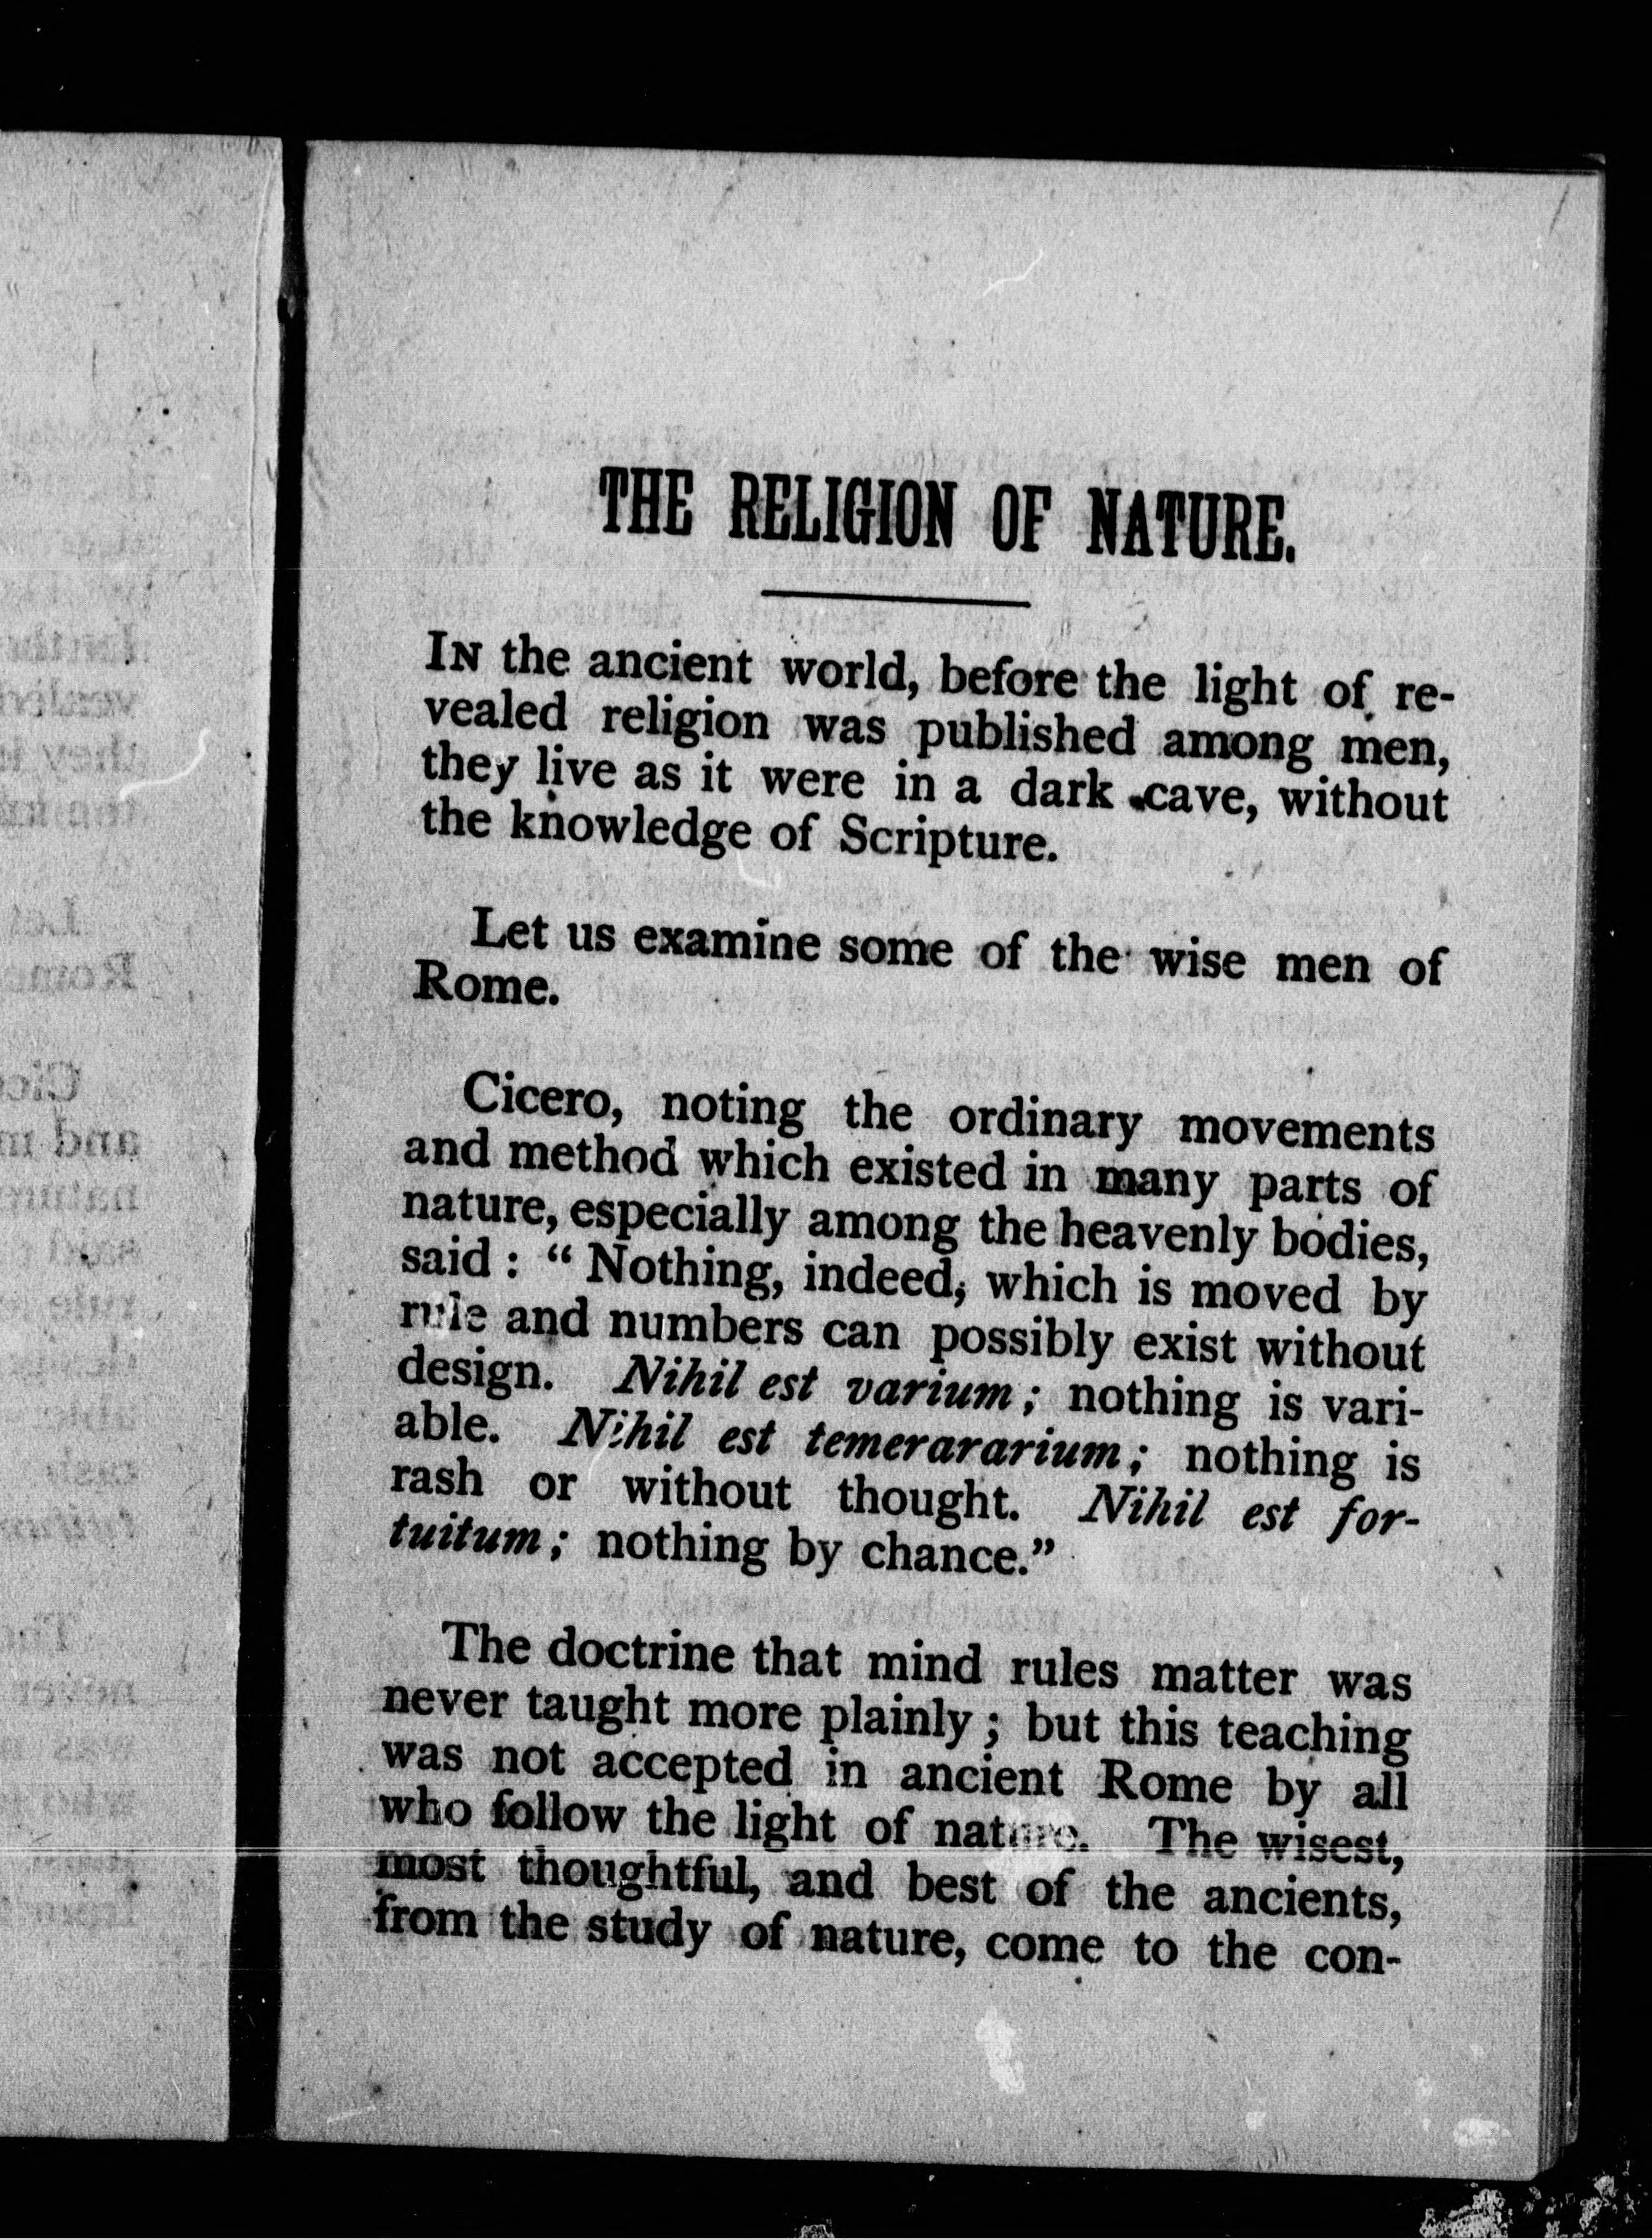 THE RELIGION OF NATURE.
IN the ancient world, before the light of re-
vealed religion was published among men,
they live as it were in a dark cave, without
the knowledge of Scripture.
Let us examine some of the wise men of
Rome.
Cicero, noting the ordinary movements
and method which existed in many parts of
nature, especially among the heavenly bodies,
said : “ Nothing, indeed, which is moved by
rule and numbers can possibly exist without
design. Nihil est varium ; nothing is vari-
able. Nihil est temerararium ; nothing is
rash or without thought. Nihil est for-
tuitum ; nothing by chance.”
The doctrine that mind rules matter was
never taught more plainly ; but this teaching
was not accepted in ancient Rome by all
who follow the light of nature. The wisest,
most thoughtful, and best of the ancients,
from the study of nature, come to the con-